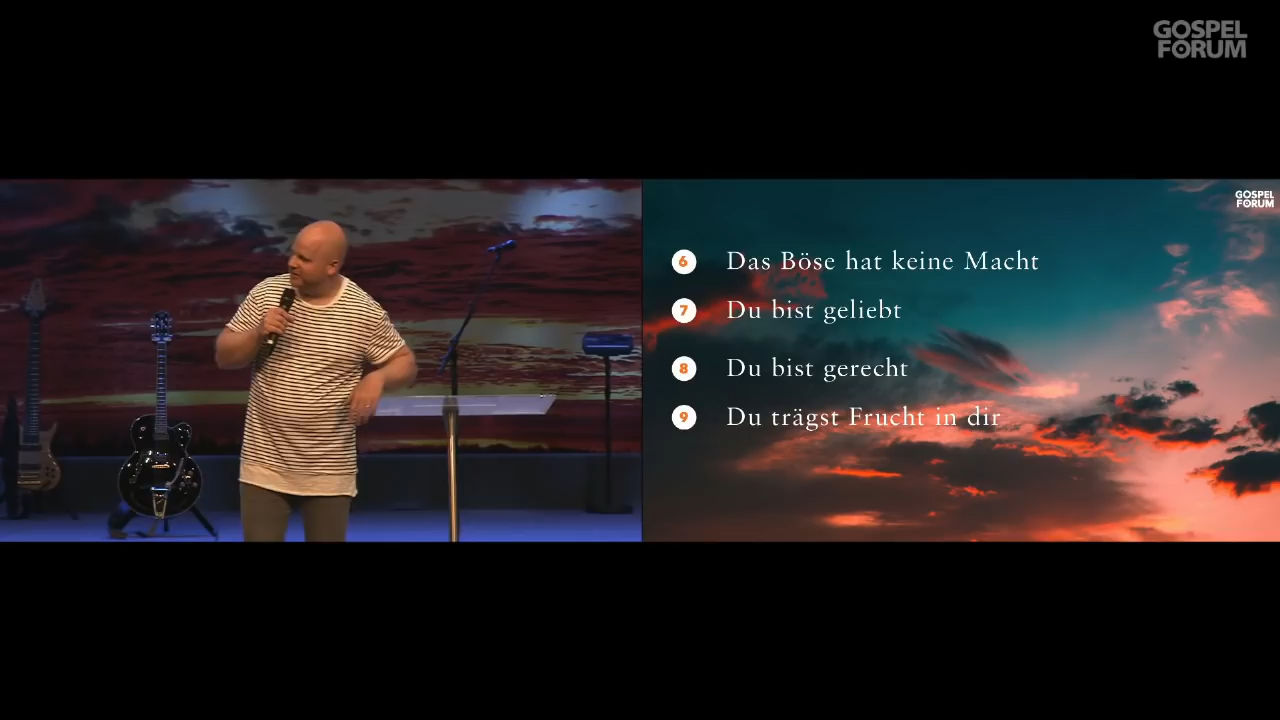 GOSPEL
FORUM
GOSPEL
FORUM
6 Das Böse hat keine Macht
7 Du bist geliebt
8 Du bist gerecht
9 Du trägst Frucht in dir